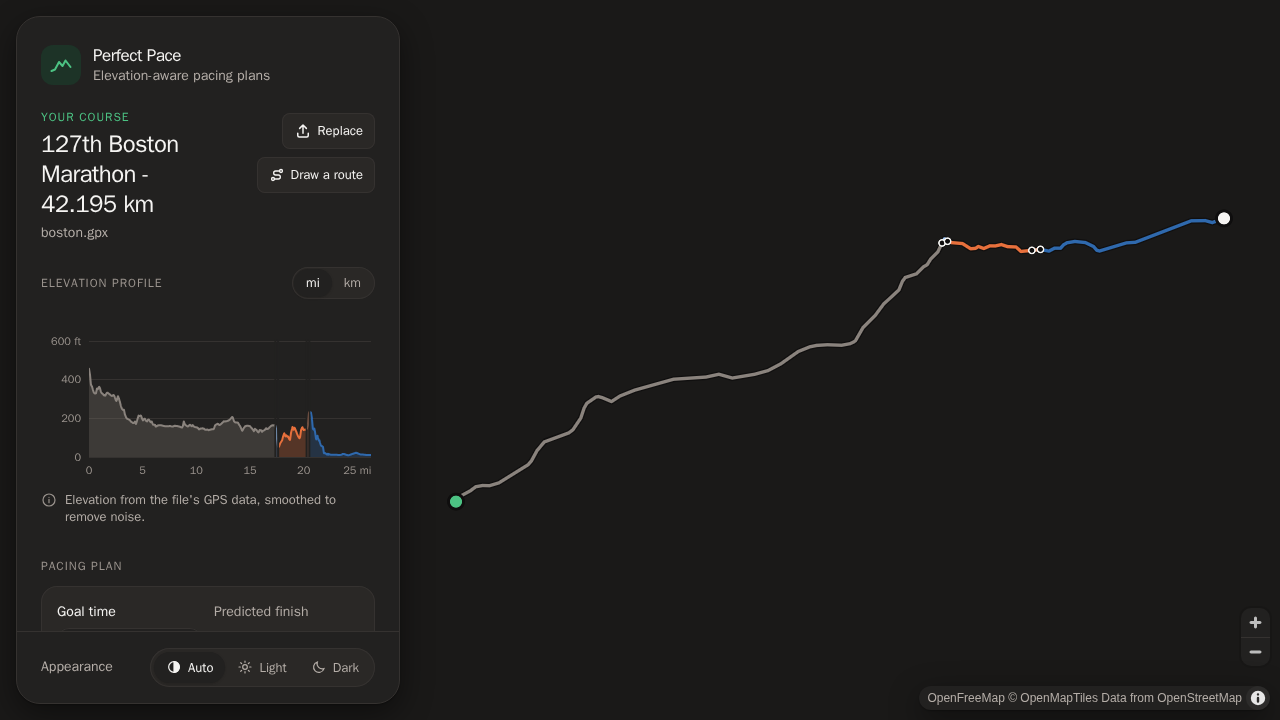 Perfect Pace
Elevation-aware pacing plans
YOUR COURSE
127th Boston
Marathon -
42.195 km
boston.gpx
Replace
Draw a route
ELEVATION PROFILE
mi km
600 ft
400
200
0
0 5 10 15 20 25 mi
Elevation from the file's GPS data, smoothed to
remove noise.
PACING PLAN
Goal time Predicted finish
Appearance Auto Light Dark
OpenFreeMap © OpenMapTiles Data from OpenStreetMap